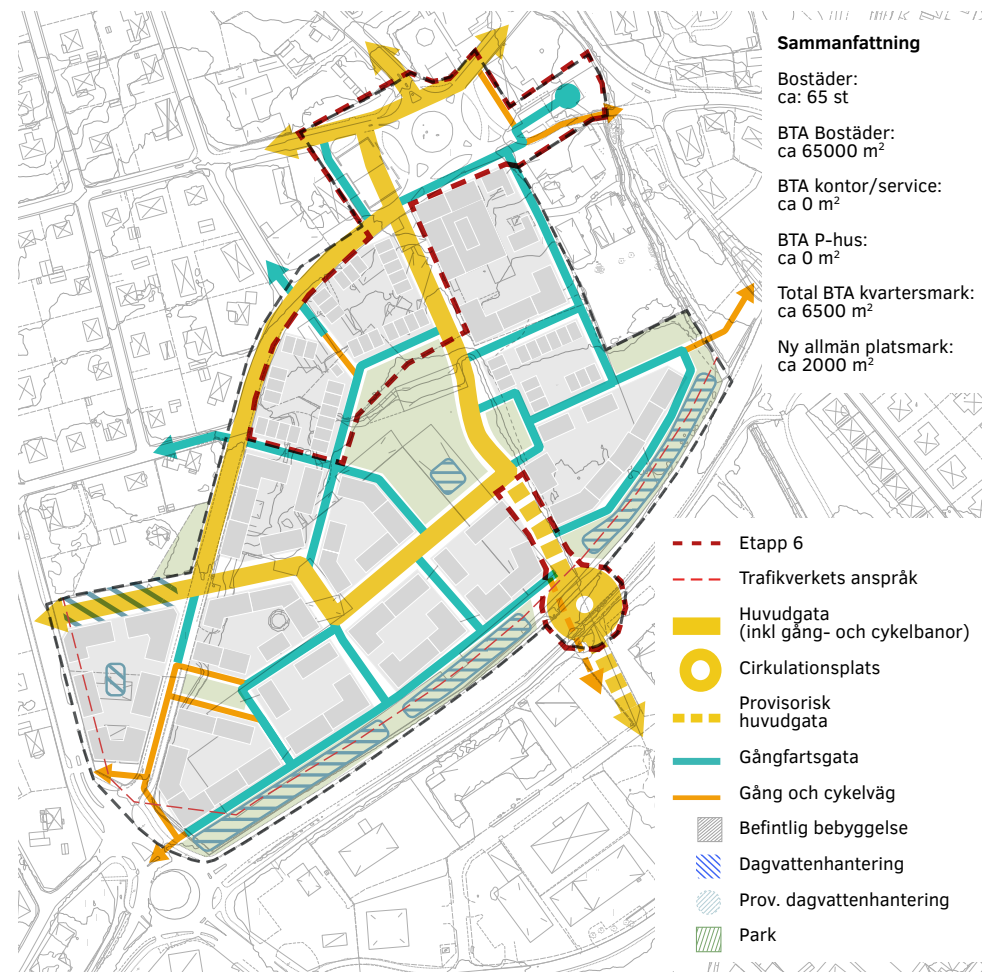 Sammanfattning
Bostäder:
ca: 65 st
BTA Bostäder:
ca 65000 m²
BTA kontor/service:
ca 0 m²
BTA P-hus:
ca 0 m²
Total BTA kvartersmark:
ca 6500 m²
Ny allmän platsmark:
ca 2000 m²
Etapp 6
Trafikverkets anspråk
Huvudgata
(inkl gång- och cykelbanor)
Cirkulationsplats
Provisorisk
huvudgata
Gångfartsgata
Gång och cykelväg
Befintlig bebyggelse
Dagvattenhantering
Prov. dagvattenhantering
Park